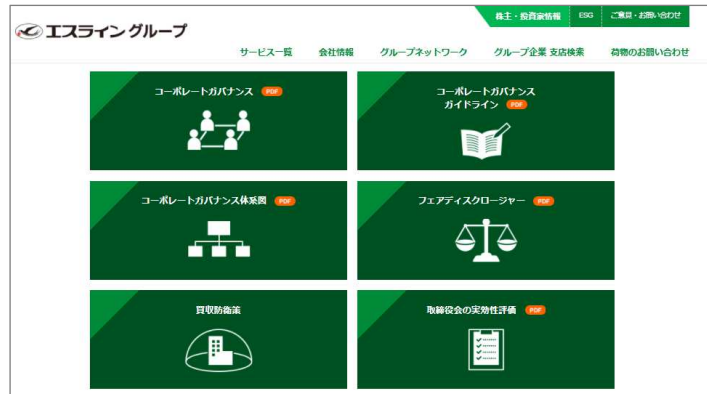 エスライングループ
株主・投資家情報
ESG
ご意見・お問い合わせ
サービス一覧
会社情報
グループネットワーク
グループ企業 支店検索
荷物のお問い合わせ
コーポレートガバナンス PDF
コーポレートガバナンス
ガイドライン PDF
コーポレートガバナンス体系図 PDF
フェアディスクロージャー PDF
買収防衛策
取締役会の実効性評価 PDF